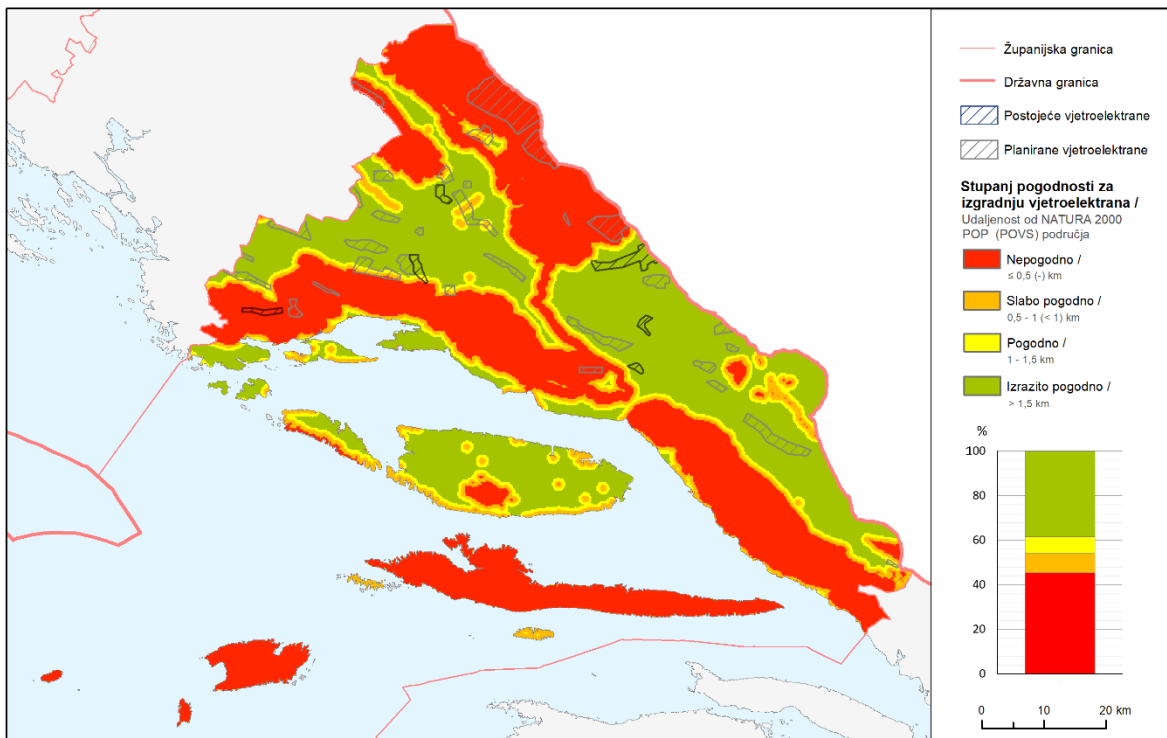 Županijska granica
Državna granica
Postojeće vjetroelektrane
Planirane vjetroelektrane
Stupanj pogodnosti za
izgradnju vjetroelektrana /
Udaljenost od NATURA 2000
POP (POVS) područja
Nepogodno /
≤ 0,5 (-) km
Slabo pogodno /
0,5 - 1 (< 1) km
Pogodno /
1 - 1,5 km
Izrazito pogodno /
> 1,5 km
%
100
80
60
40
20
0
0 10 20 km